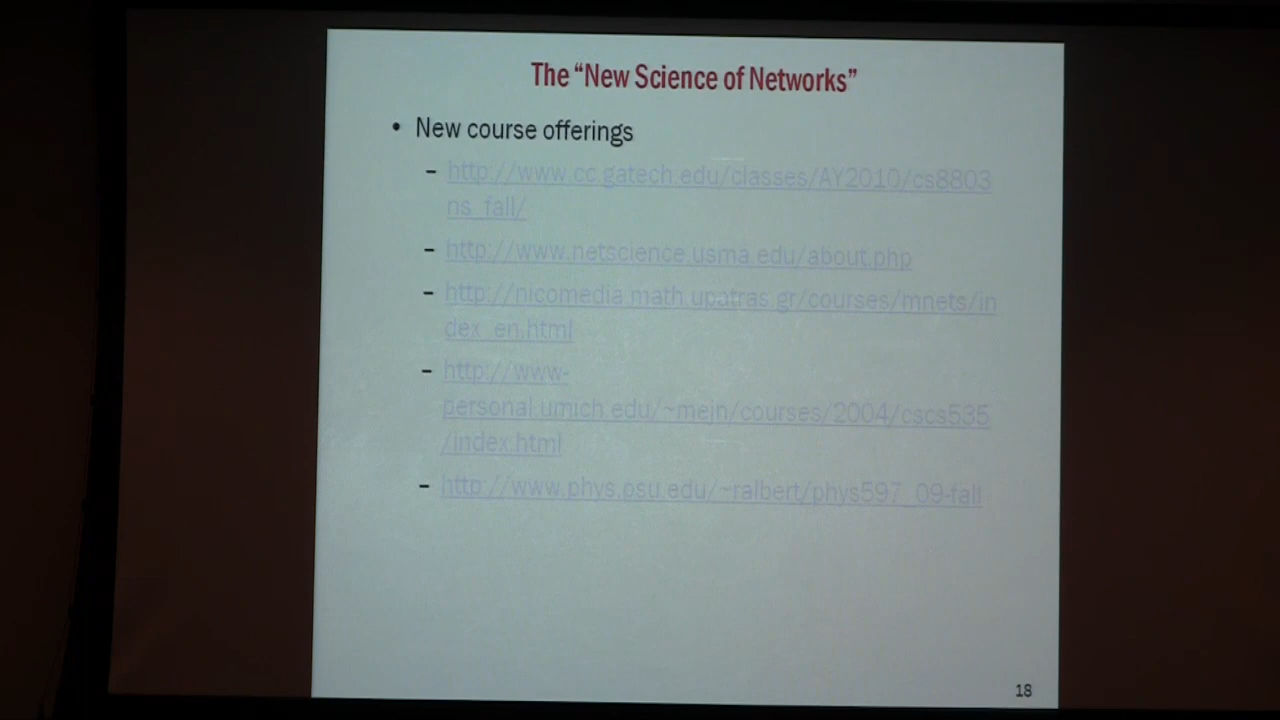 The “New Science of Networks”
• New course offerings
– http://www.cc.gatech.edu/classes/AY2010/cs8803
ns_fall/
– http://www.netscience.usma.edu/about.php
– http://nicomedia.math.upatras.gr/courses/mnets/in
dex_en.html
– http://www-
personal.umich.edu/~mejn/courses/2004/cscs535
/index.html
– http://www.phys.psu.edu/~ralbert/phys597_09-fall
18